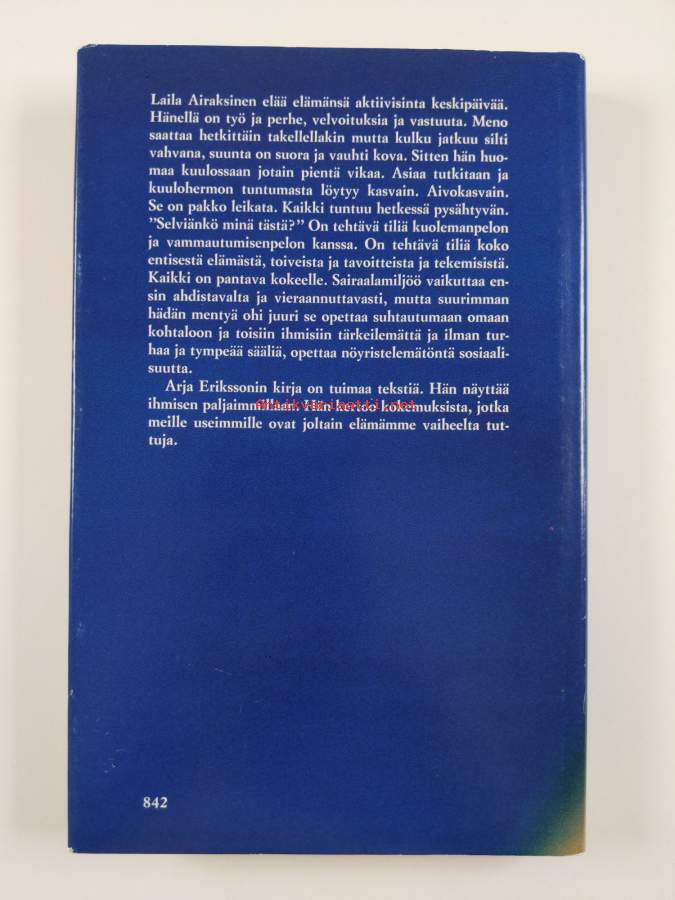 Laila Airaksinen elää elämänsä aktiivisinta keskipäivää.
Hänellä on työ ja perhe, velvoituksia ja vastuuta. Meno
saattaa hetkittäin takellellakin mutta kulku jatkuu silti
vahvana, suunta on suora ja vauhti kova. Sitten hän huo-
maa kuulossaan jotain pientä vikaa. Asiaa tutkitaan ja
kuulohermon tuntumasta löytyy kasvain. Aivokasvain.
Se on pakko leikata. Kaikki tuntuu hetkessä pysähtyvän.
”Selviänkö minä tästä?” On tehtävä tiliä kuolemanpelon
ja vammautumisenpelon kanssa. On tehtävä tiliä koko
entisestä elämästä, toiveista ja tavoitteista ja tekemisistä.
Kaikki on pantava kokeelle. Sairaalamiljöö vaikuttaa en-
sin ahdistavalta ja vieraannuttavasti, mutta suurimman
hädän mentyä ohi juuri se opettaa suhtautumaan omaan
kohtaloon ja toisiin ihmisiin tärkeilemättä ja ilman tur-
haa ja tympeää sääliä, opettaa nöyristelemätöntä sosiaali-
suutta.
Arja Erikssonin kirja on tuimaa tekstiä. Hän näyttää
ihmisen paljaimmillaan. Hän kertoo kokemuksista, jotka
Antikvariaatti.net
meille useimmille ovat joltain elämämme vaiheelta tut-
tuja.
842